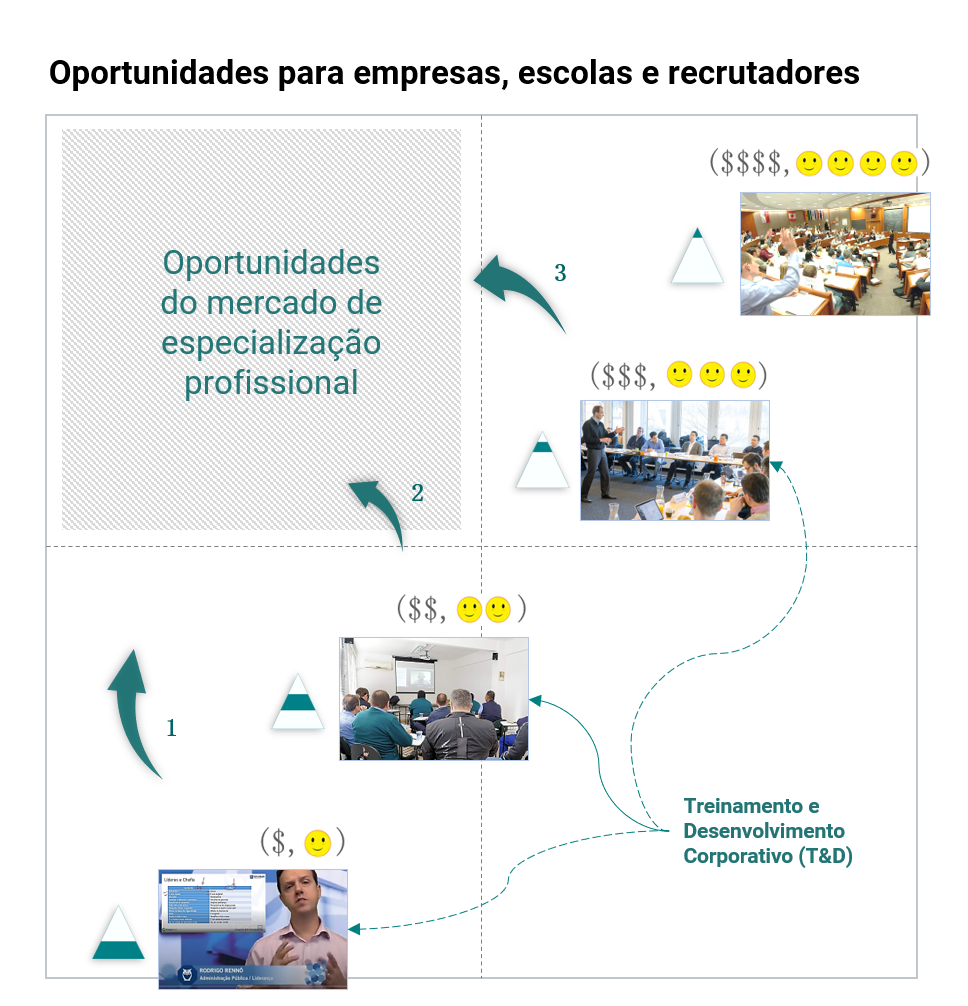 Oportunidades para empresas, escolas e recrutadores
($$$$, )
3
Oportunidades
do mercado de
especialização
profissional
($$$, )
2
($$, )
1
Treinamento e
Desenvolvimento
Corporativo (T&D)
($, )
Líderes e Chefia
RODRIGO RENNÓ
Administração Pública / Liderança